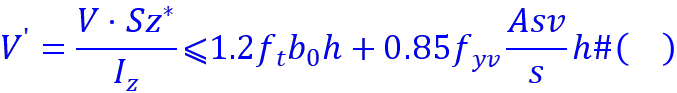 V' = V · Sz* / I_z ⩽ 1.2f_t b_0 h + 0.85f_yv Asv/s h#( )